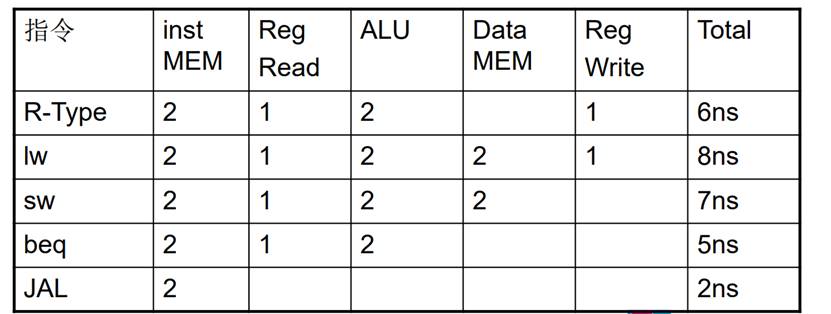 指令 inst MEM Reg Read ALU Data MEM Reg Write Total
R-Type 2 1 2 1 6ns
lw 2 1 2 2 1 8ns
sw 2 1 2 2 7ns
beq 2 1 2 5ns
JAL 2 2ns